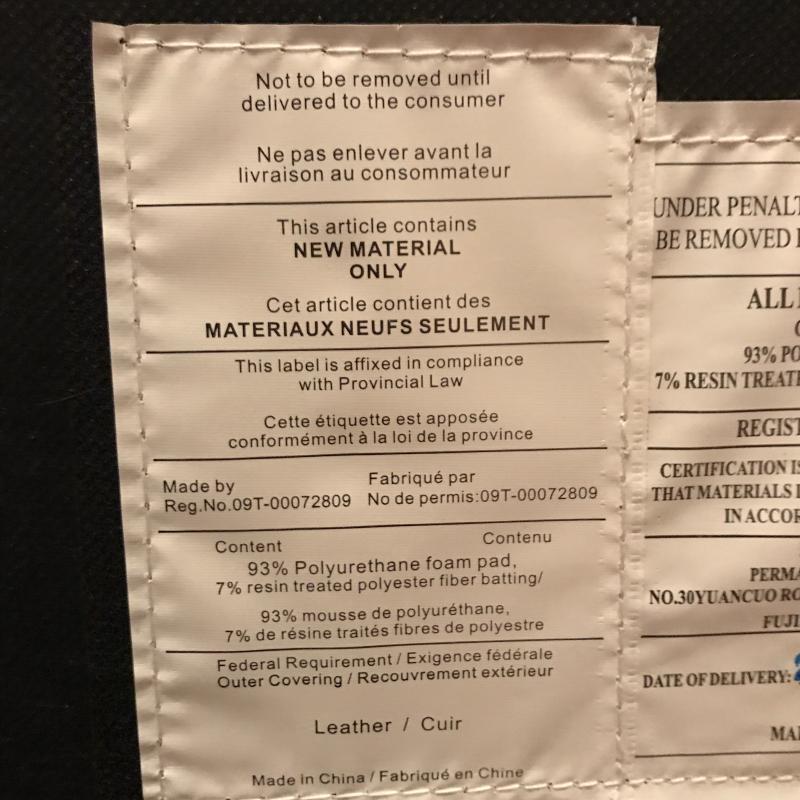 Not to be removed until
delivered to the consumer
Ne pas enlever avant la
livraison au consommateur
This article contains
NEW MATERIAL
ONLY
Cet article contient des
MATERIAUX NEUFS SEULEMENT
This label is affixed in compliance
with Provincial Law
Cette étiquette est apposée
conformément à la loi de la province
Made by
Reg.No.09T-00072809
Fabriqué par
No de permis:09T-00072809
Content
Contenu
93% Polyurethane foam pad,
7% resin treated polyester fiber batting/
93% mousse de polyuréthane,
7% de résine traités fibres de polyestre
Federal Requirement / Exigence fédérale
Outer Covering / Recouvrement extérieur
Leather / Cuir
Made in China / Fabriqué en Chine
UNDER PENALT
BE REMOVED
ALL
93% PO
7% RESIN TREAT
REGIST
CERTIFICATION IS
THAT MATERIALS
IN ACCOR
PERMA
NO.30YUANCUO RO
FUJI
DATE OF DELIVERY:
MA